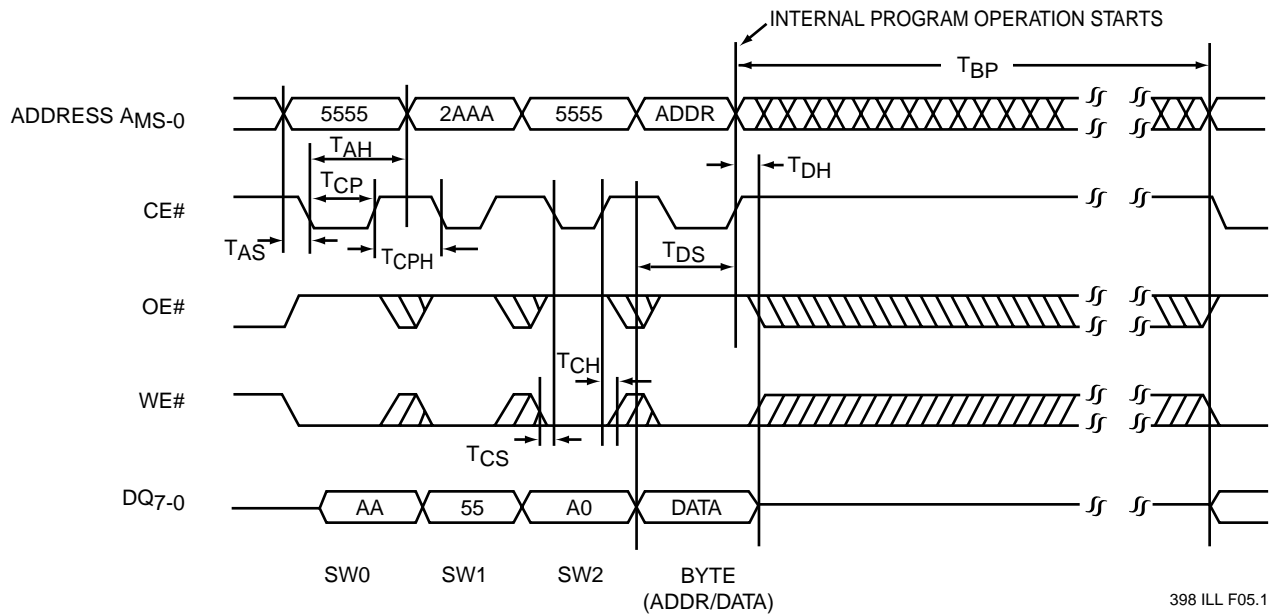 INTERNAL PROGRAM OPERATION STARTS
TBP
ADDRESS AMS-0
5555
2AAA
5555
ADDR
TAH
TDH
TCP
CE#
TAS
TCPH
TDS
OE#
TCH
WE#
TCS
DQ7-0
AA
55
A0
DATA
SW0
SW1
SW2
BYTE
(ADDR/DATA)
398 ILL F05.1